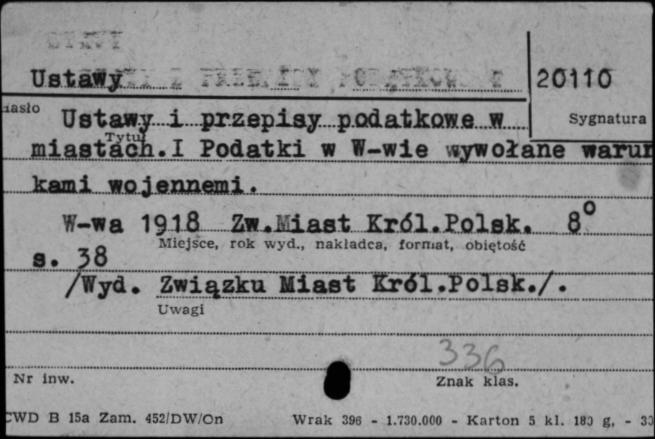 Ustawy
20110
Ustawy i przepisy podatkowe w
Sygnatura
Tytuł
miastach.I Podatki w W-wie wywołane warun
kami wojennemi.
W-wa 1918 Zw.Miast Król.Polsk. 8°
Miejsce, rok wyd., nakładca, format, objętość
s. 38
/Wyd. Związku Miast Król.Polsk./.
Uwagi
336
Nr inw.
Znak klas.
CWD B 15a Zam. 452/DW/On Wrak 396 - 1.730.000 - Karton 5 kl. 180 g, -